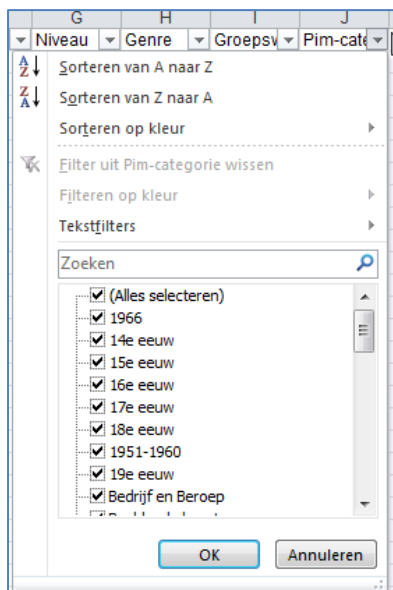 G H I J
Niveau Genre Groepsv Pim-cate
Sorteren van A naar Z
Sorteren van Z naar A
Sorteren op kleur
Filter uit Pim-categorie wissen
Filteren op kleur
Tekstfilters
Zoeken
(Alles selecteren)
1966
14e eeuw
15e eeuw
16e eeuw
17e eeuw
18e eeuw
1951-1960
19e eeuw
Bedrijf en Beroep
OK Annuleren